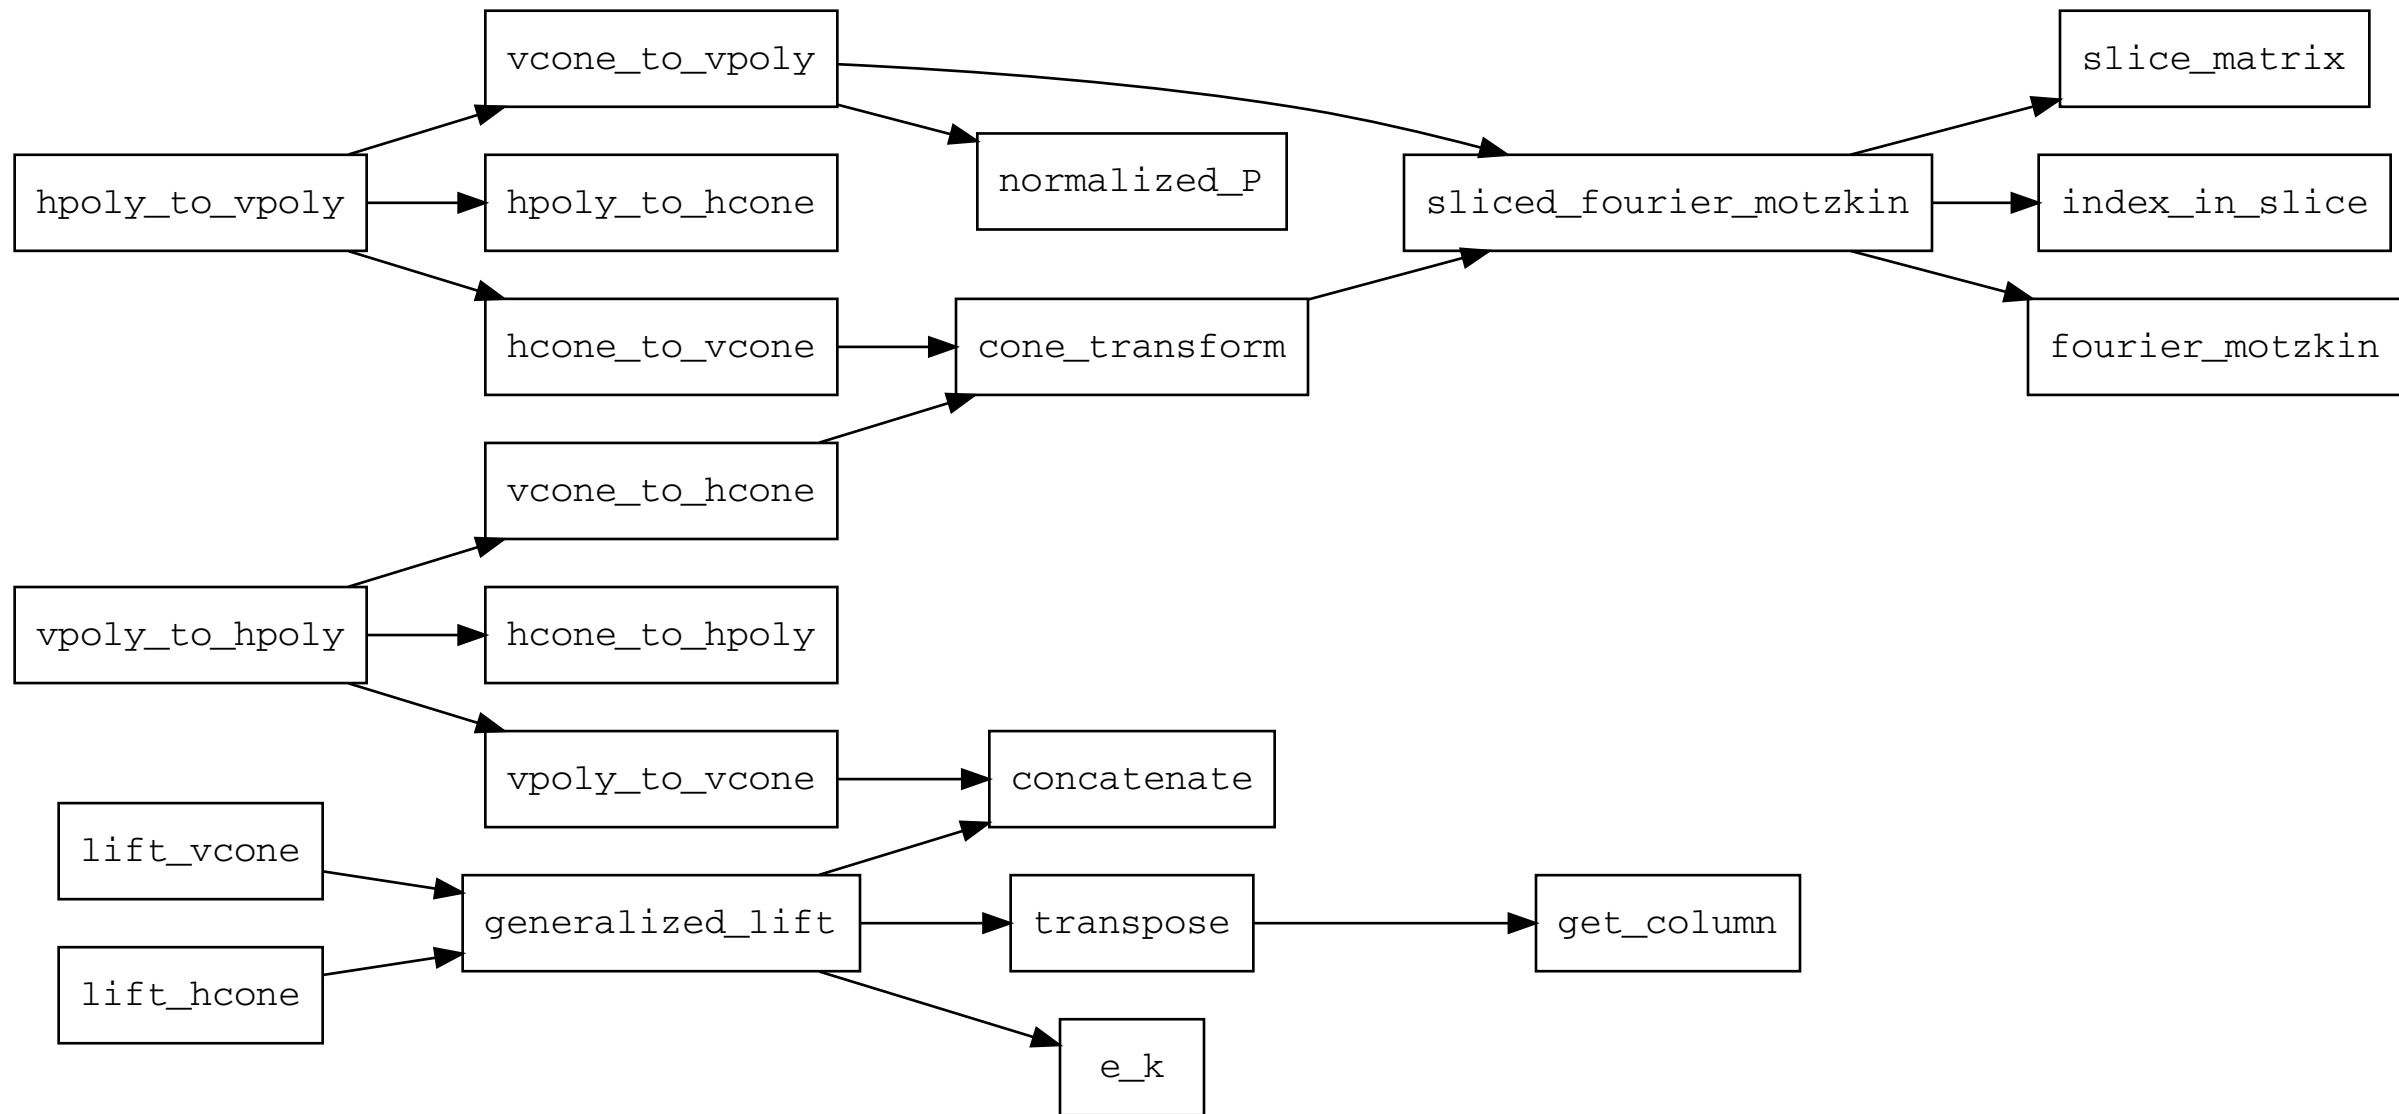 vcone_to_vpoly
slice_matrix
normalized_P
hpoly_to_vpoly
hpoly_to_hcone
sliced_fourier_motzkin
index_in_slice
hcone_to_vcone
cone_transform
fourier_motzkin
vcone_to_hcone
vpoly_to_hpoly
hcone_to_hpoly
vpoly_to_vcone
concatenate
lift_vcone
generalized_lift
transpose
get_column
lift_hcone
e_k